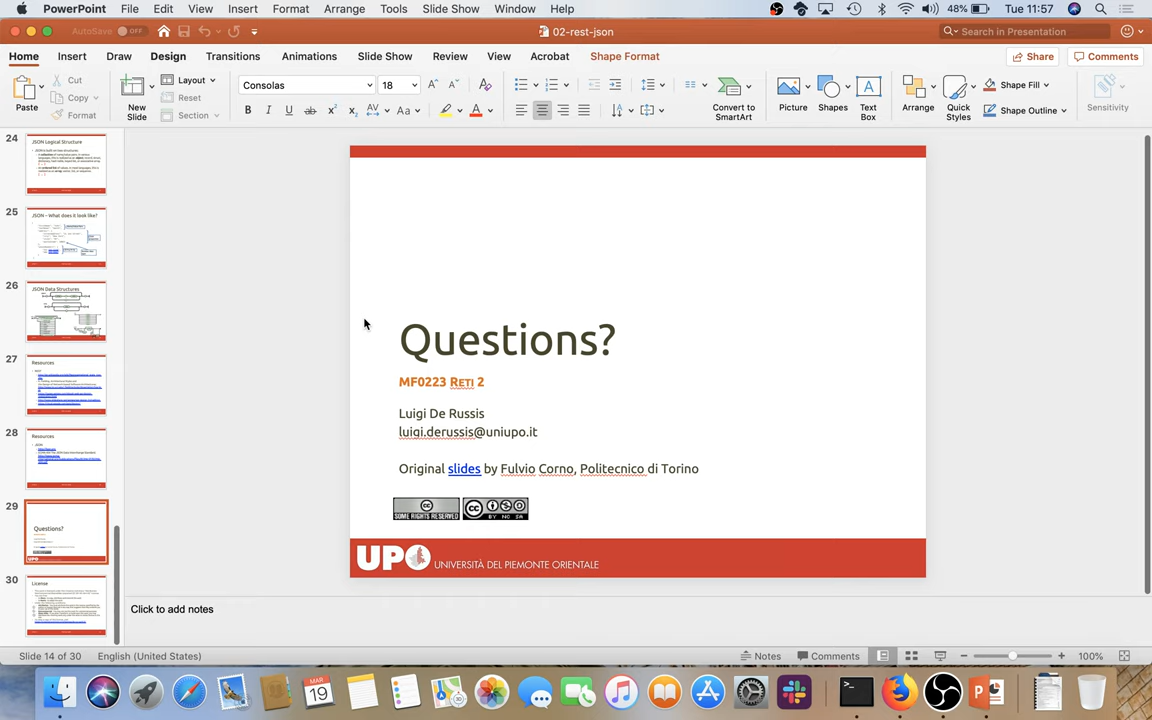 PowerPoint File Edit View Insert Format Arrange Tools Slide Show Window Help 48% Tue 11:57
AutoSave OFF 02-rest-json Search in Presentation
Home Insert Draw Design Transitions Animations Slide Show Review View Acrobat Shape Format Share Comments
Paste Cut Copy Format
New Slide Layout Reset Section
Consolas 18
Convert to SmartArt
Picture Shapes Text Box Arrange Quick Styles Shape Fill Shape Outline Sensitivity
24
JSON Logical Structure
25
JSON – What does it look like?
26
JSON Data Structures
27
Resources
28
Resources
29
Questions?
30
License
Questions?
MF0223 Reti 2
Luigi De Russis
luigi.derussis@uniupo.it
Original slides by Fulvio Corno, Politecnico di Torino
SOME RIGHTS RESERVED
BY NC SA
UPO UNIVERSITÀ DEL PIEMONTE ORIENTALE
Click to add notes
Slide 14 of 30 English (United States) Notes Comments 100%
MAR
19